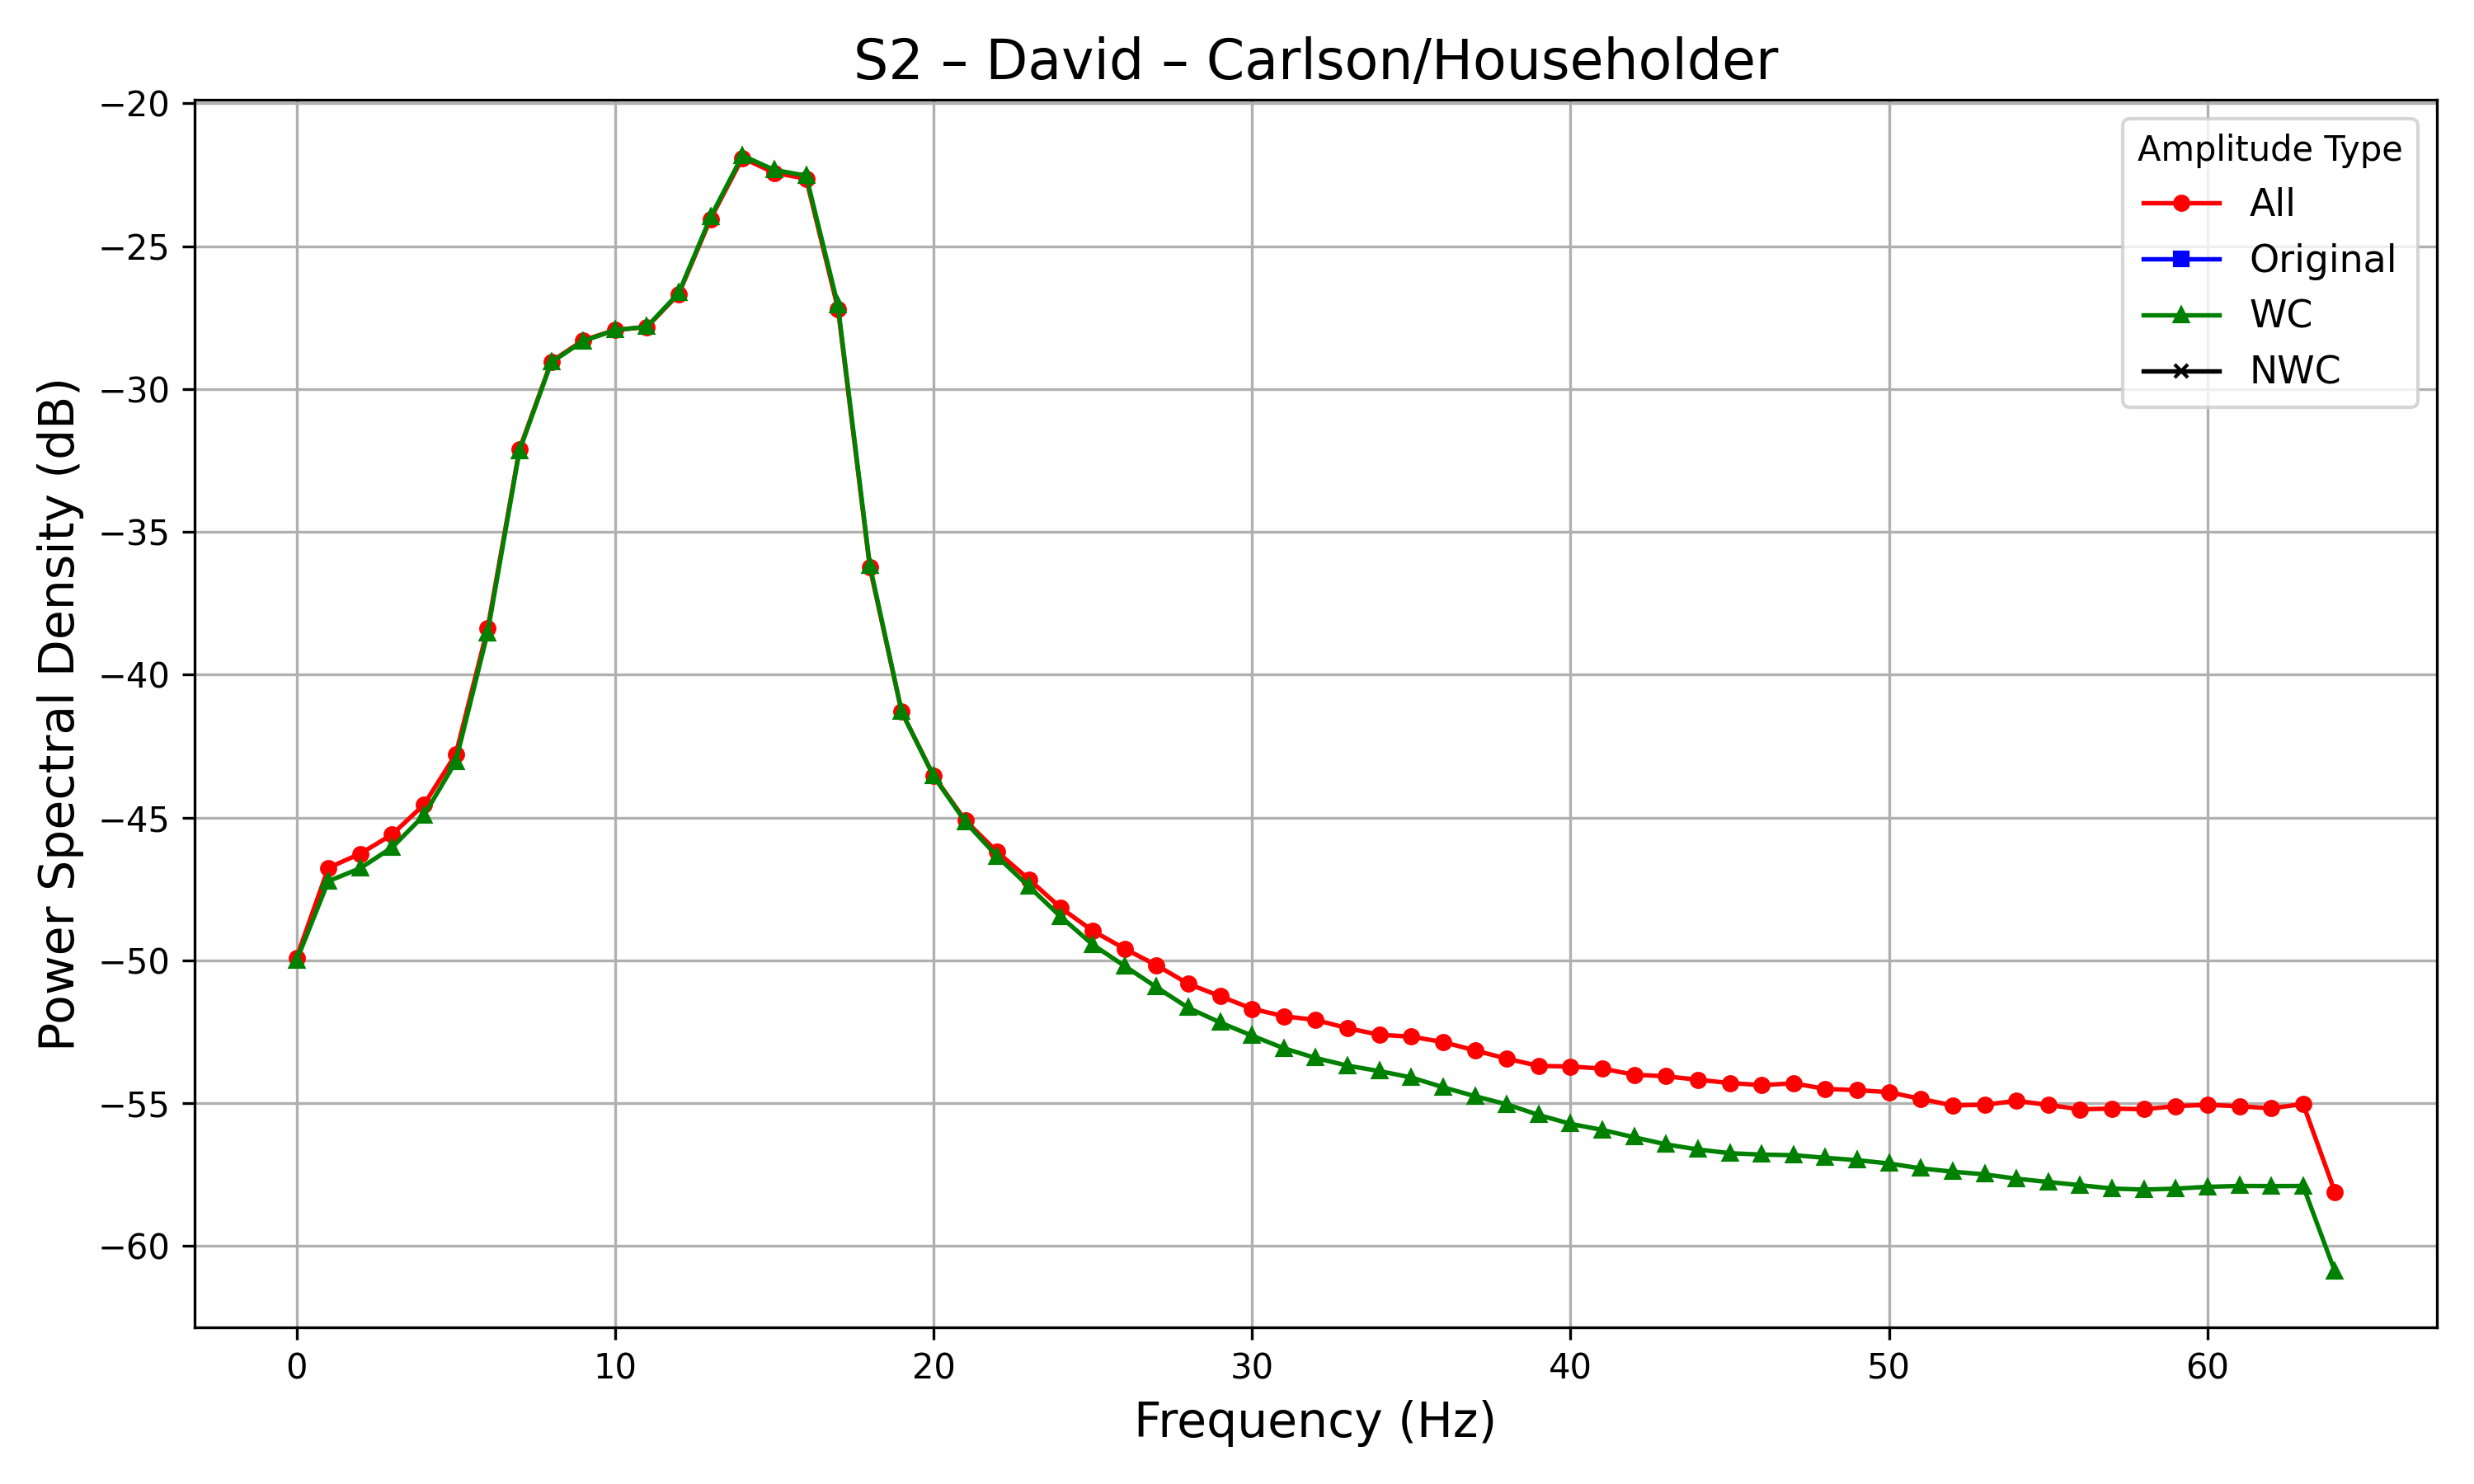 S2 – David – Carlson/Householder
Power Spectral Density (dB)
−20
−25
−30
−35
−40
−45
−50
−55
−60
Amplitude Type
All
Original
WC
NWC
0 10 20 30 40 50 60
Frequency (Hz)